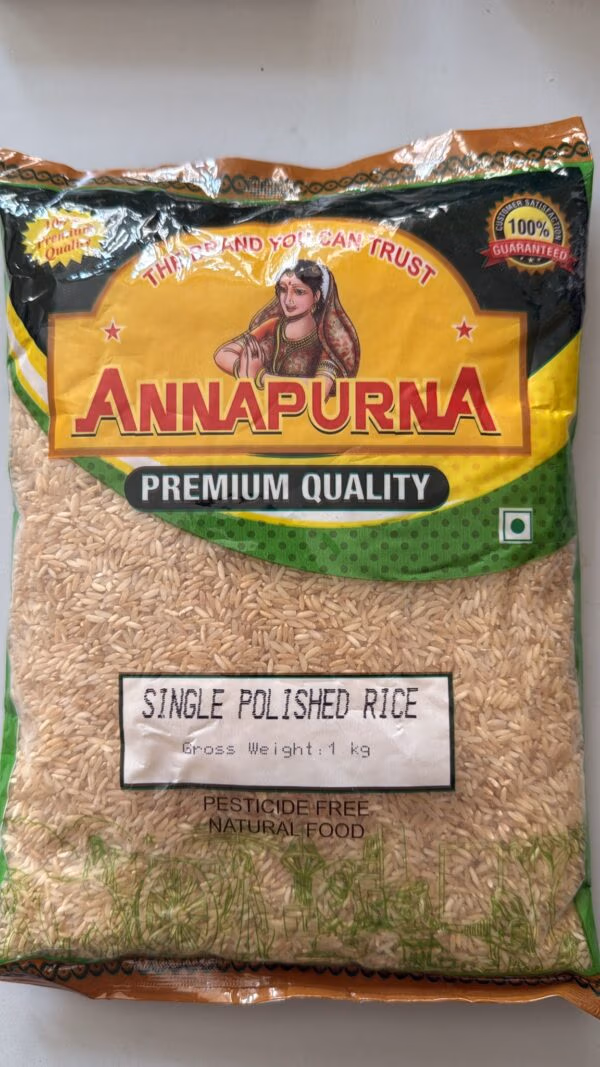 Premium
Quality
THE BRAND YOU CAN TRUST
CUSTOMER SATISFACTION
100%
GUARANTEED
ANNAPURNA
PREMIUM QUALITY
SINGLE POLISHED RICE
Gross Weight:1 kg
PESTICIDE FREE
NATURAL FOOD